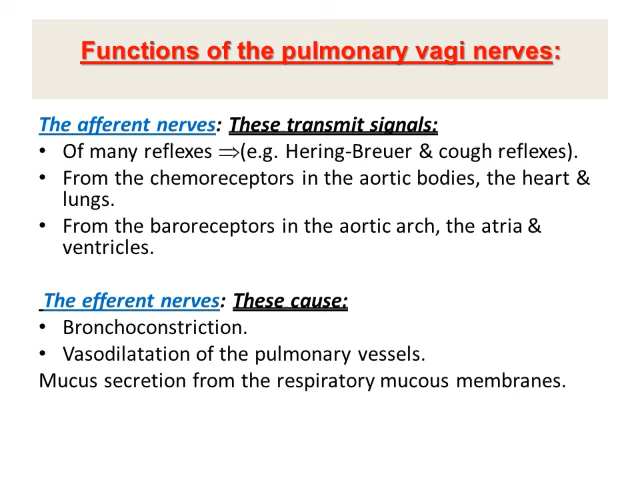 Functions of the pulmonary vagi nerves:
The afferent nerves: These transmit signals:
• Of many reflexes ⇒(e.g. Hering-Breuer & cough reflexes).
• From the chemoreceptors in the aortic bodies, the heart &
lungs.
• From the baroreceptors in the aortic arch, the atria &
ventricles.
The efferent nerves: These cause:
• Bronchoconstriction.
• Vasodilatation of the pulmonary vessels.
Mucus secretion from the respiratory mucous membranes.